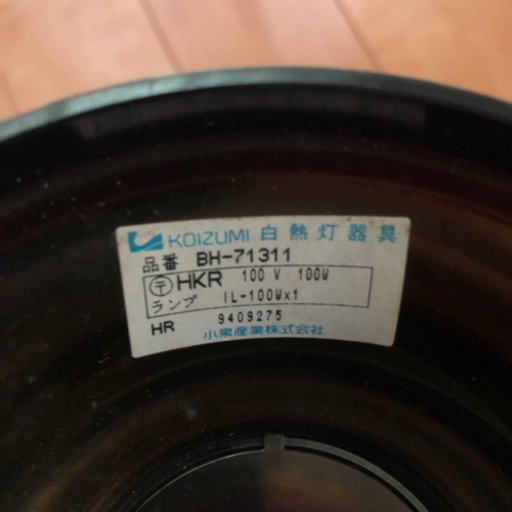 KOIZUMI 白熱灯器具
品番 BH-71311
〒 HKR 100 V 100W
ランプ IL-100W×1
HR 9409275
小泉産業株式会社